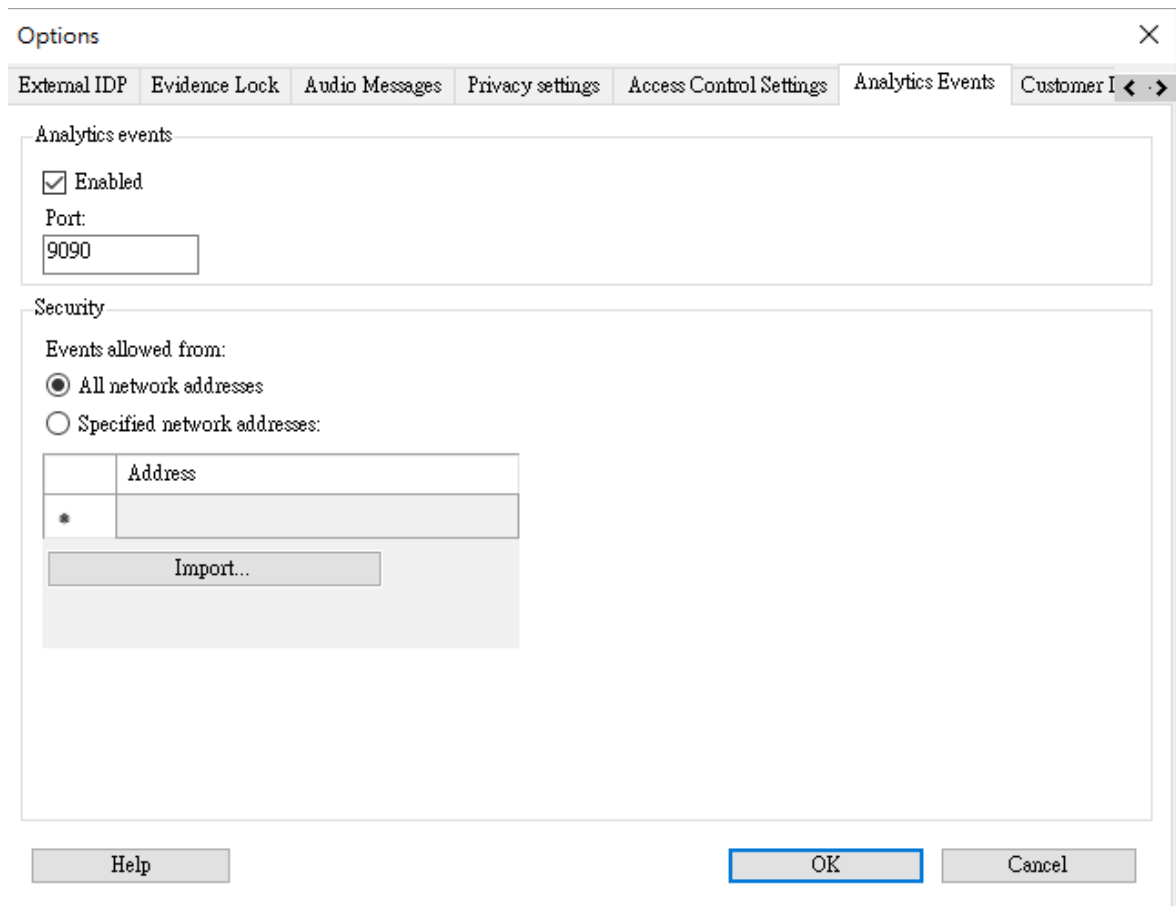 Options
External IDP Evidence Lock Audio Messages Privacy settings Access Control Settings Analytics Events Customer
Analytics events
Enabled
Port:
9090
Security
Events allowed from:
All network addresses
Specified network addresses:
Address
Import...
Help OK Cancel